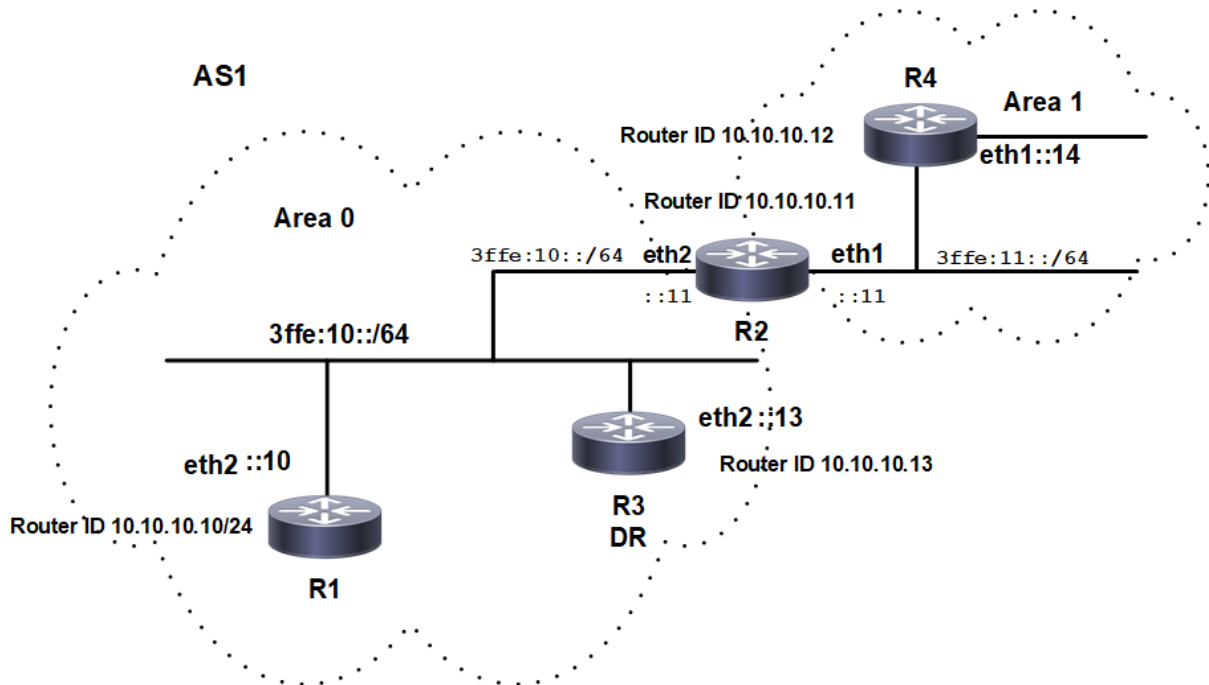 AS1
R4
Area 1
Router ID 10.10.10.12
eth1::14
Router ID 10.10.10.11
Area 0
3ffe:10::/64
eth2
eth1
3ffe:11::/64
::11
::11
R2
3ffe:10::/64
eth2 ::13
eth2 ::10
Router ID 10.10.10.13
R3
DR
Router ID 10.10.10.10/24
R1